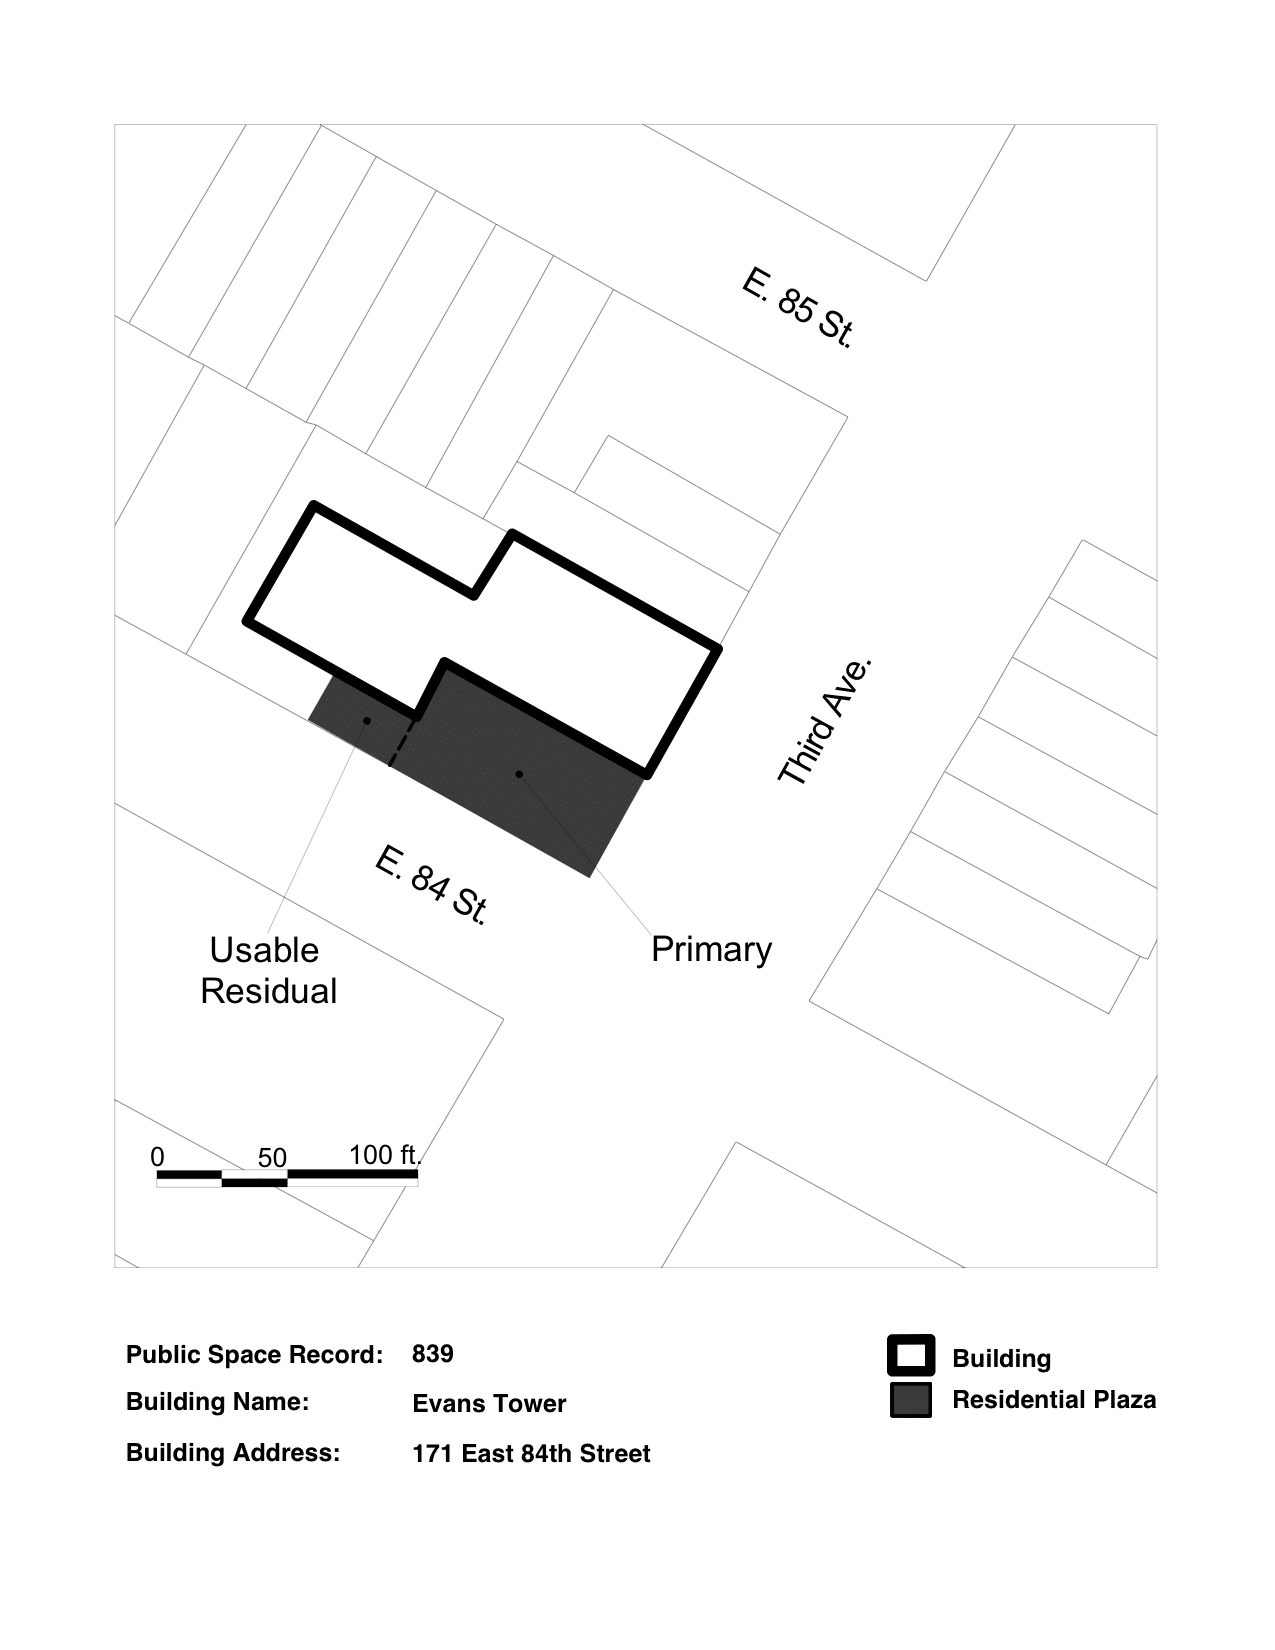 E. 85 St.
Third Ave.
E. 84 St.
Usable
Residual
Primary
0 50 100 ft.
Public Space Record: 839
Building Name: Evans Tower
Building Address: 171 East 84th Street
Building
Residential Plaza